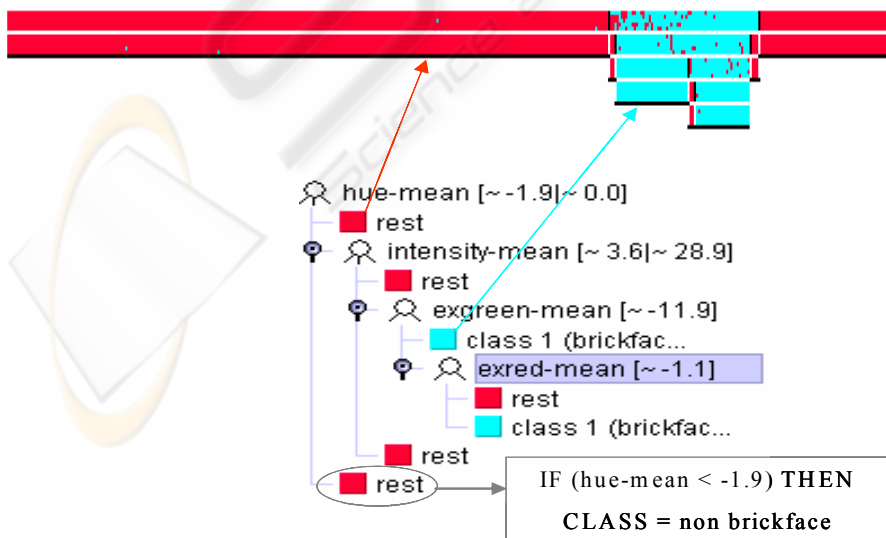 Science a
hue-mean [~ -1.9|~ 0.0]
rest
intensity-mean [~ 3.6|~ 28.9]
rest
exgreen-mean [~ -11.9]
class 1 (brickfac...
exred-mean [~ -1.1]
rest
class 1 (brickfac...
rest
rest
IF (hue-mean < -1.9) THEN
CLASS = non brickface